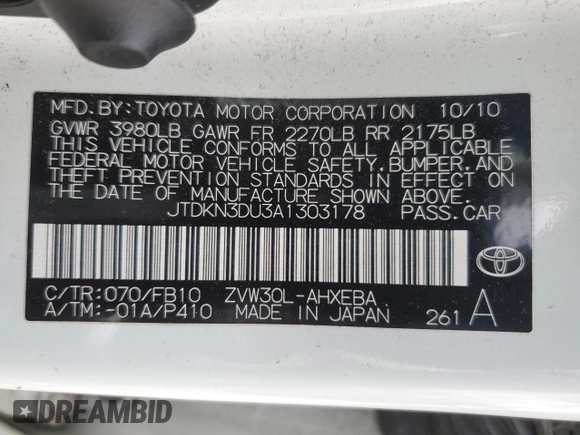 MFD. BY: TOYOTA MOTOR CORPORATION 10/10
GVWR 3980LB GAWR FR 2270LB RR 2175LB
THIS VEHICLE CONFORMS TO ALL APPLICABLE
FEDERAL MOTOR VEHICLE SAFETY, BUMPER, AND
THEFT PREVENTION STANDARDS IN EFFECT ON
THE DATE OF MANUFACTURE SHOWN ABOVE.
JTDKN3DU3A1303178 PASS. CAR
C/TR: 070/FB10 ZVW30L-AHXEBA
A/TM: -01A/P410 MADE IN JAPAN 261 A
TOYOTA
DREAMBID